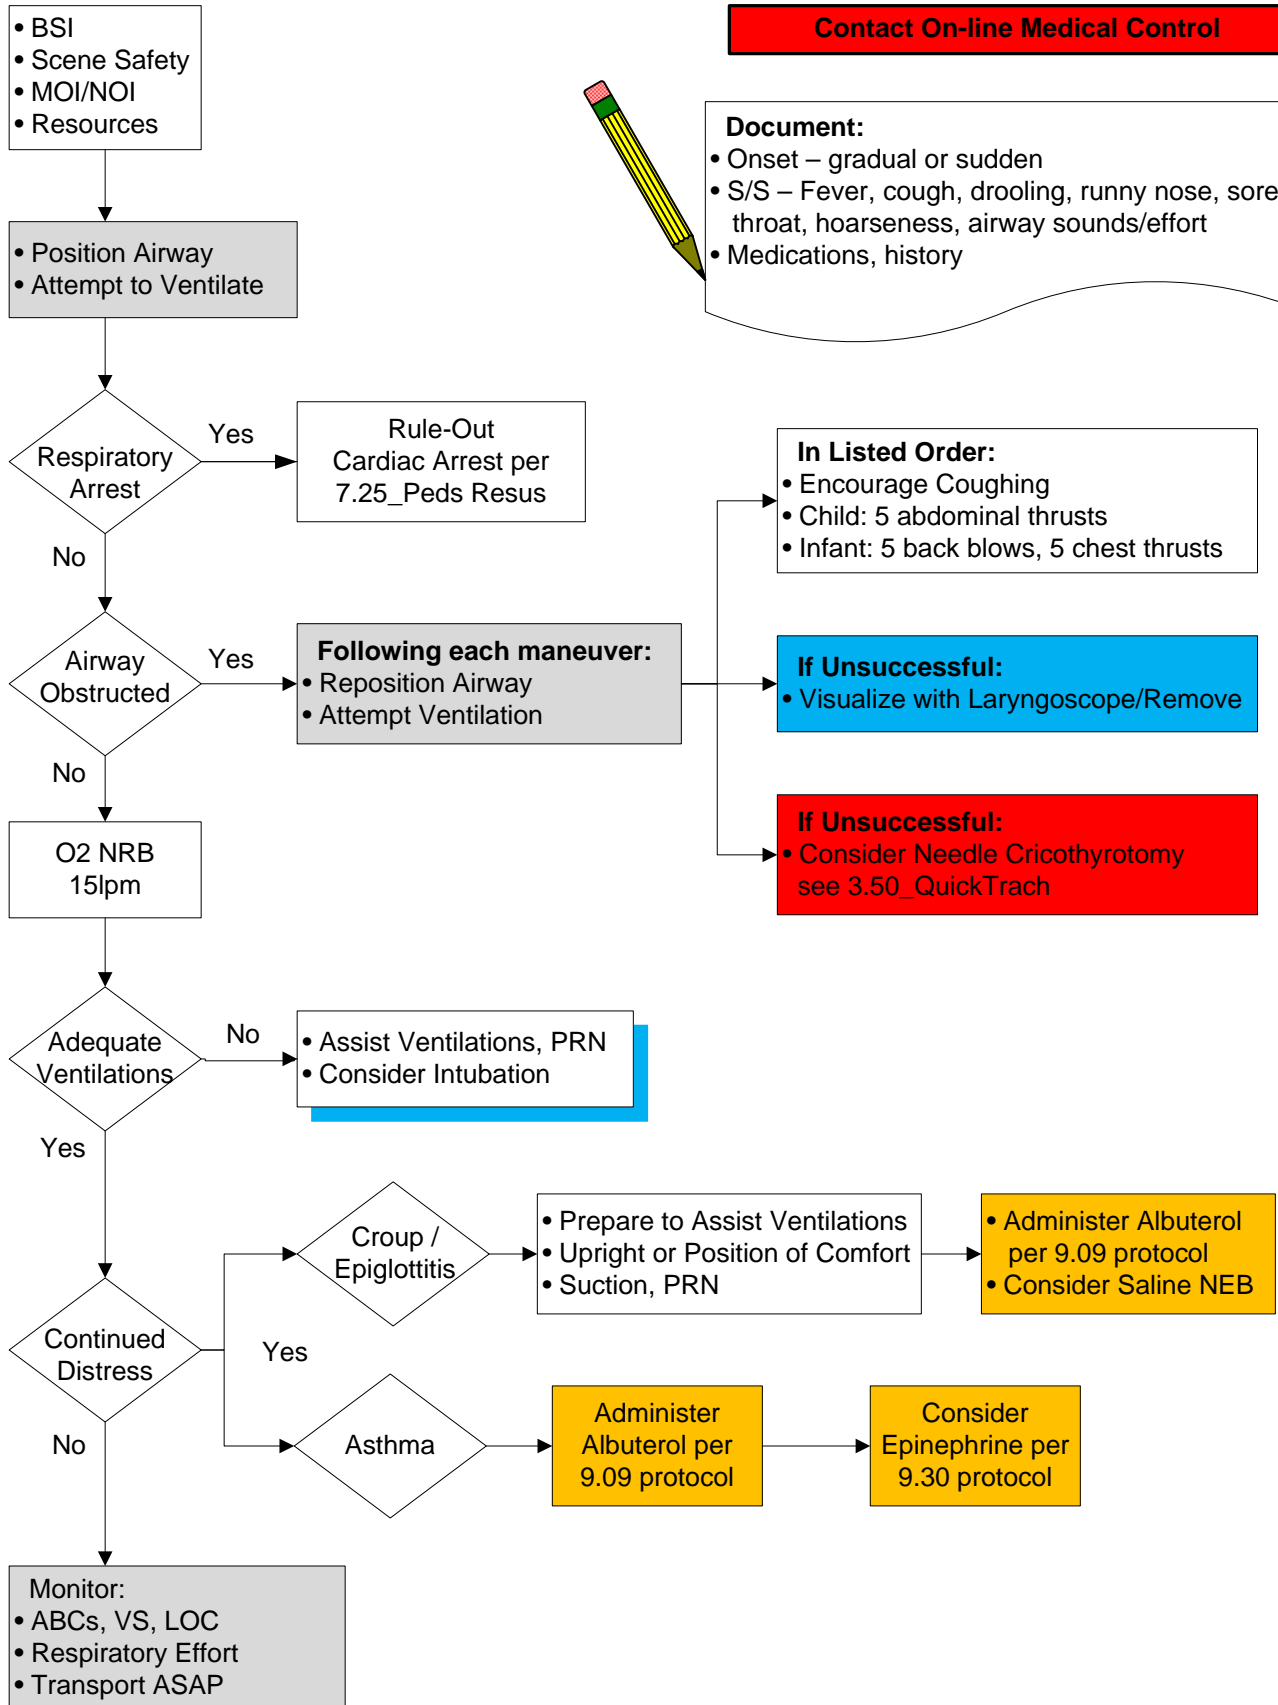 • BSI
• Scene Safety
• MOI/NOI
• Resources
Contact On-line Medical Control
Document:
• Onset – gradual or sudden
• S/S – Fever, cough, drooling, runny nose, sore
throat, hoarseness, airway sounds/effort
• Medications, history
• Position Airway
• Attempt to Ventilate
Respiratory
Arrest
Yes
Rule-Out
Cardiac Arrest per
7.25_Peds Resus
No
Airway
Obstructed
Yes
Following each maneuver:
• Reposition Airway
• Attempt Ventilation
In Listed Order:
• Encourage Coughing
• Child: 5 abdominal thrusts
• Infant: 5 back blows, 5 chest thrusts
If Unsuccessful:
• Visualize with Laryngoscope/Remove
If Unsuccessful:
• Consider Needle Cricothyrotomy
see 3.50_QuickTrach
No
O2 NRB
15lpm
Adequate
Ventilations
No
• Assist Ventilations, PRN
• Consider Intubation
Yes
Continued
Distress
Yes
Croup /
Epiglottitis
• Prepare to Assist Ventilations
• Upright or Position of Comfort
• Suction, PRN
• Administer Albuterol
per 9.09 protocol
• Consider Saline NEB
Asthma
Administer
Albuterol per
9.09 protocol
Consider
Epinephrine per
9.30 protocol
No
Monitor:
• ABCs, VS, LOC
• Respiratory Effort
• Transport ASAP